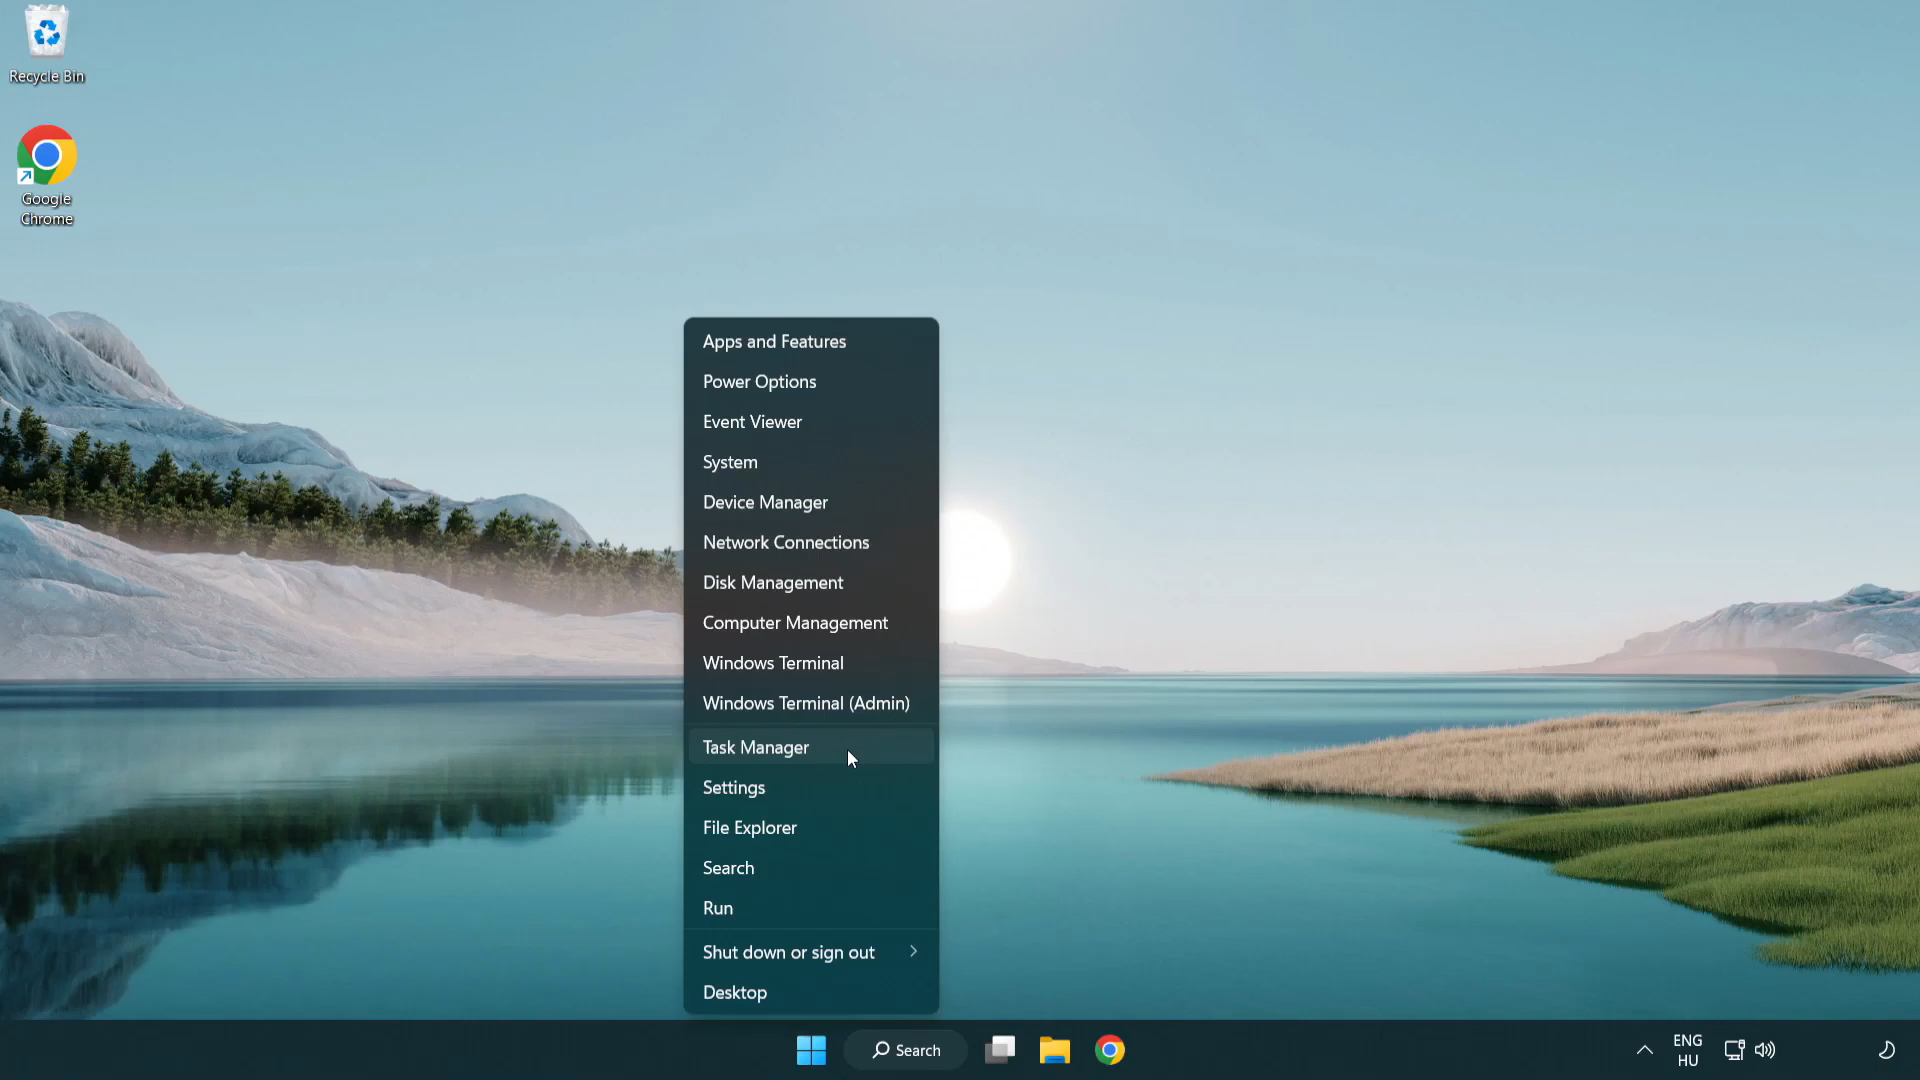 Recycle Bin
Google
Chrome
Apps and Features
Power Options
Event Viewer
System
Device Manager
Network Connections
Disk Management
Computer Management
Windows Terminal
Windows Terminal (Admin)
Task Manager
Settings
File Explorer
Search
Run
Shut down or sign out
Desktop
Search
ENG
HU